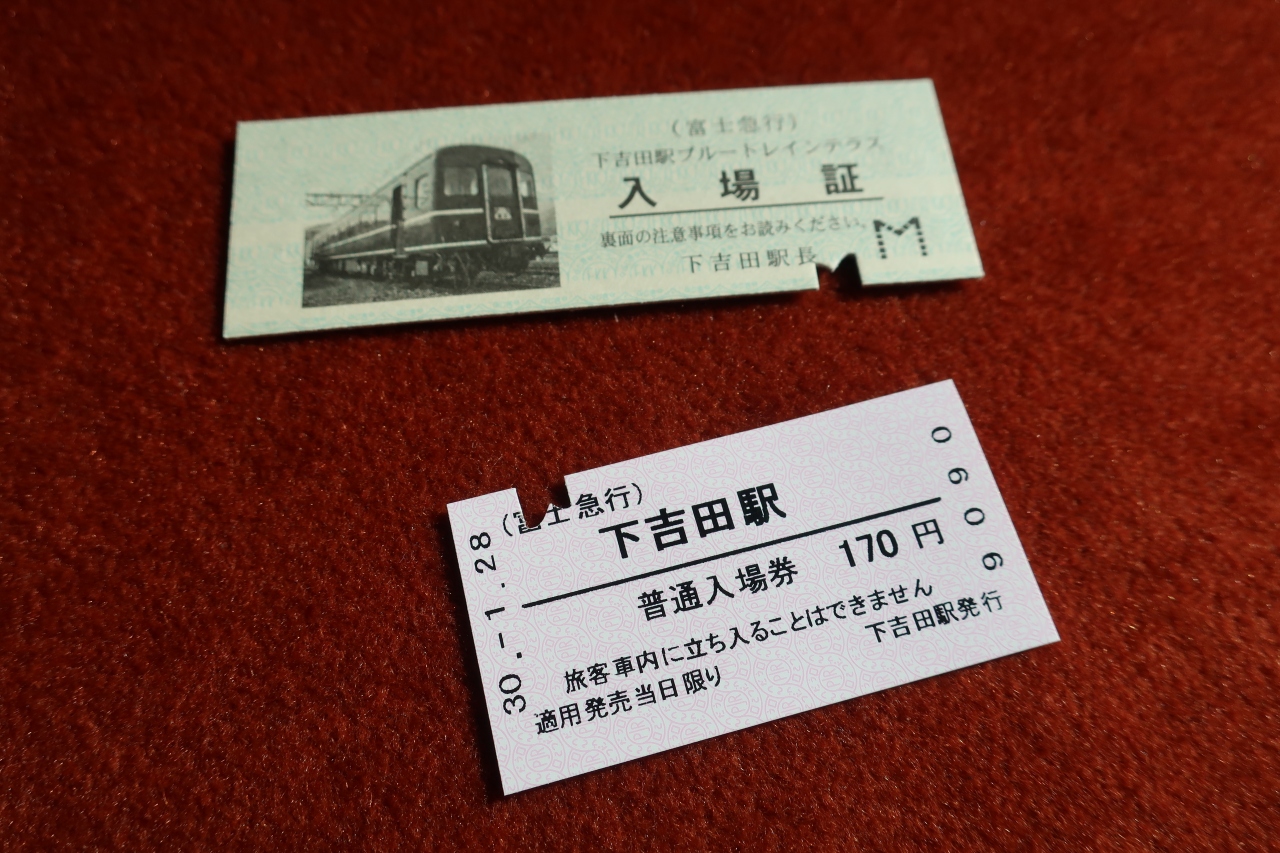 (富士急行)
下吉田駅ブルートレインテラス
入場証
裏面の注意事項をお読みください。
下吉田駅長
M
(富士急行)
下吉田駅
普通入場券 170円
旅客車内に立ち入ることはできません
適用発売当日限り 下吉田駅発行
30.-1.28
0909